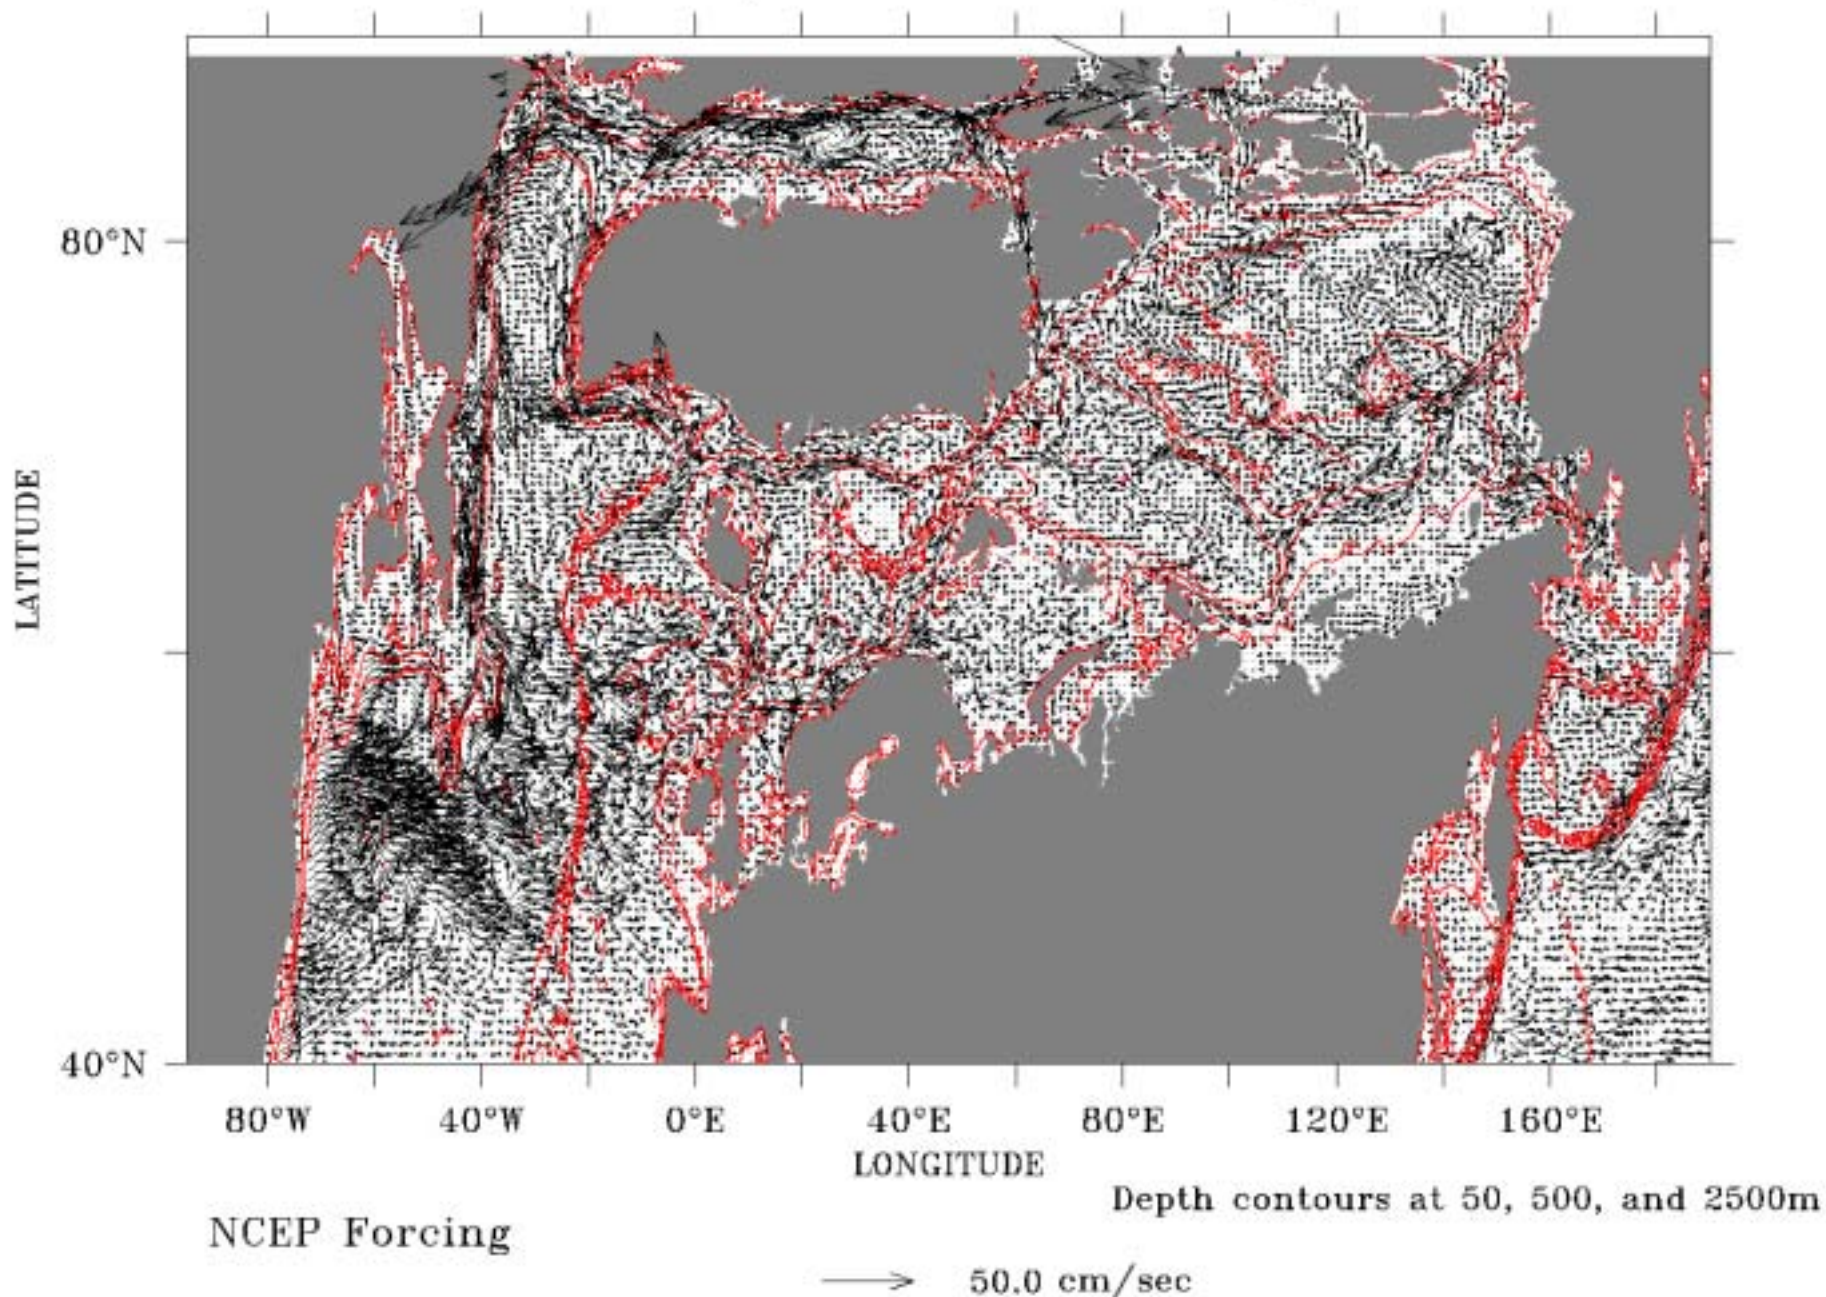 80°N
LATITUDE
40°N
80°W 40°W 0°E 40°E 80°E 120°E 160°E
LONGITUDE
Depth contours at 50, 500, and 2500m
NCEP Forcing
50.0 cm/sec